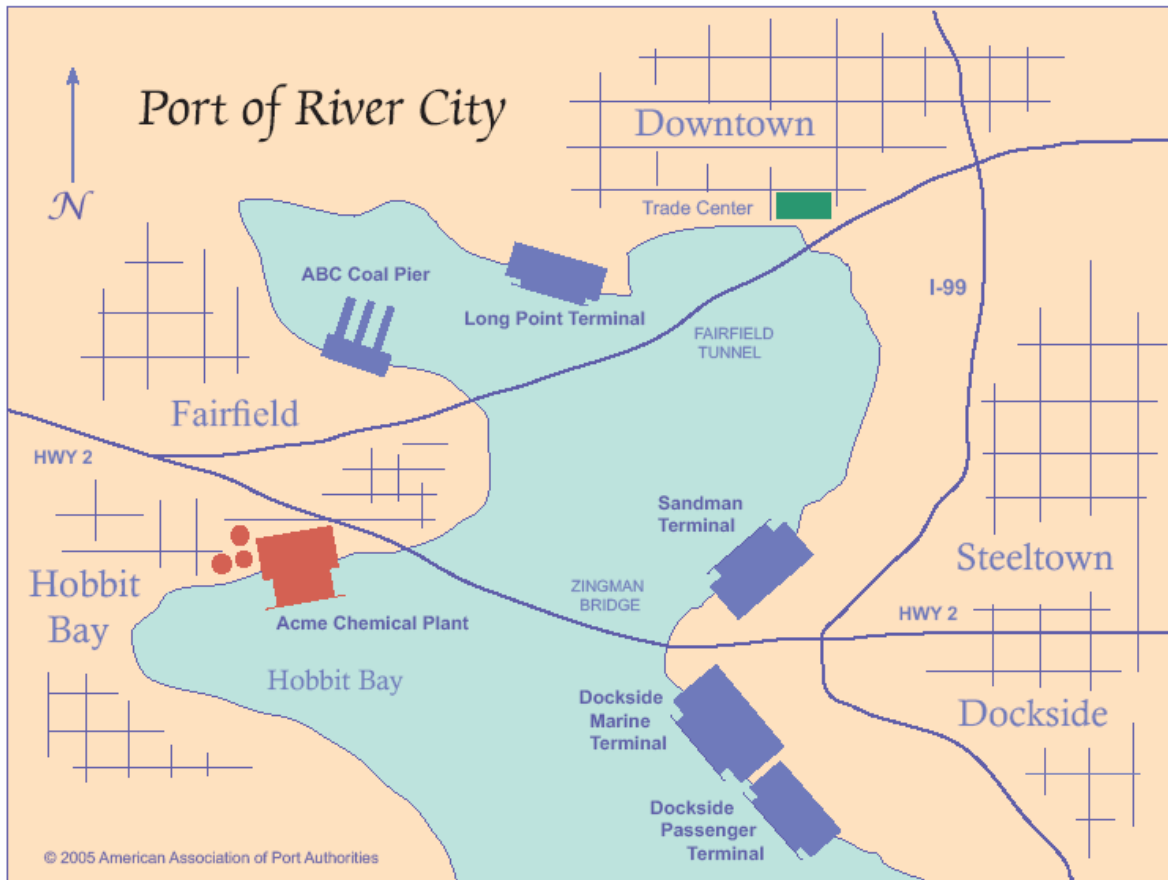 Port of River City
Downtown
N
Trade Center
ABC Coal Pier
I-99
Long Point Terminal
FAIRFIELD
TUNNEL
Fairfield
HWY 2
Sandman
Terminal
Steeltown
Hobbit
Bay
ZINGMAN
BRIDGE
HWY 2
Acme Chemical Plant
Hobbit Bay
Dockside
Marine
Terminal
Dockside
Dockside
Passenger
Terminal
© 2005 American Association of Port Authorities